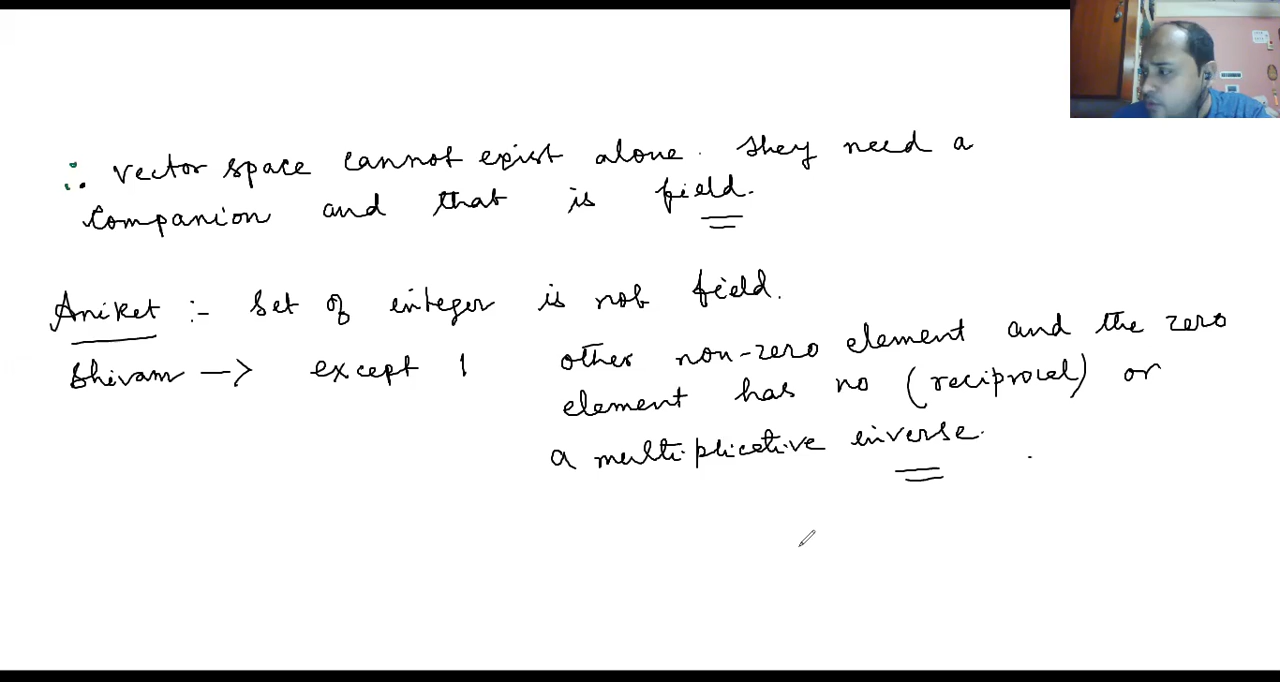 ∴ vector space cannot exist alone. They need a
companion and that is field.
Aniket :- Set of integer is not field.
Shivam → except 1 other non-zero element and the zero
element has no (reciprocel) or
a multiplicative inverse.